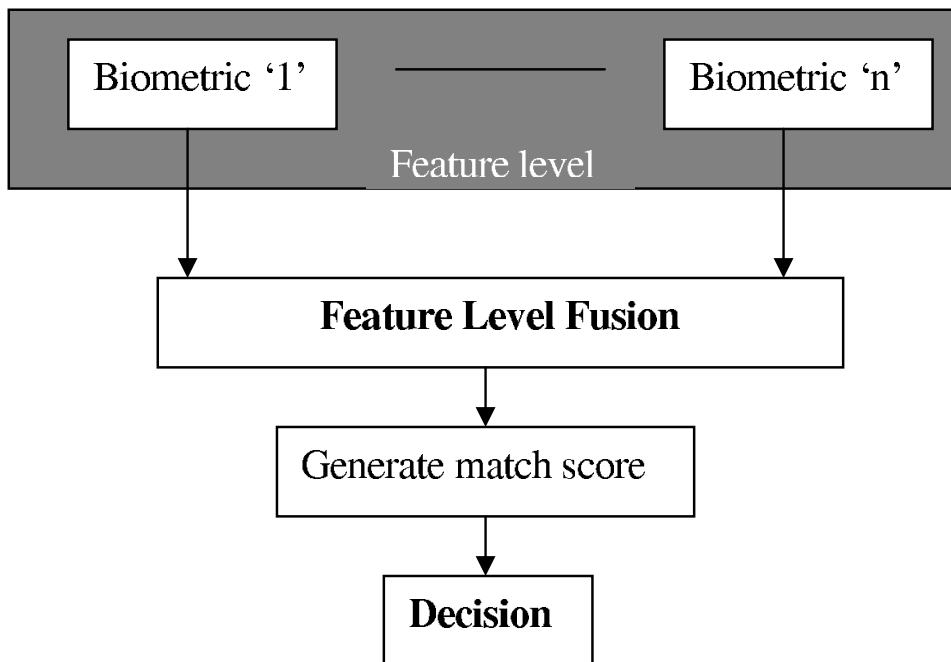 Biometric ‘1’
Biometric ‘n’
Feature level
Feature Level Fusion
Generate match score
Decision